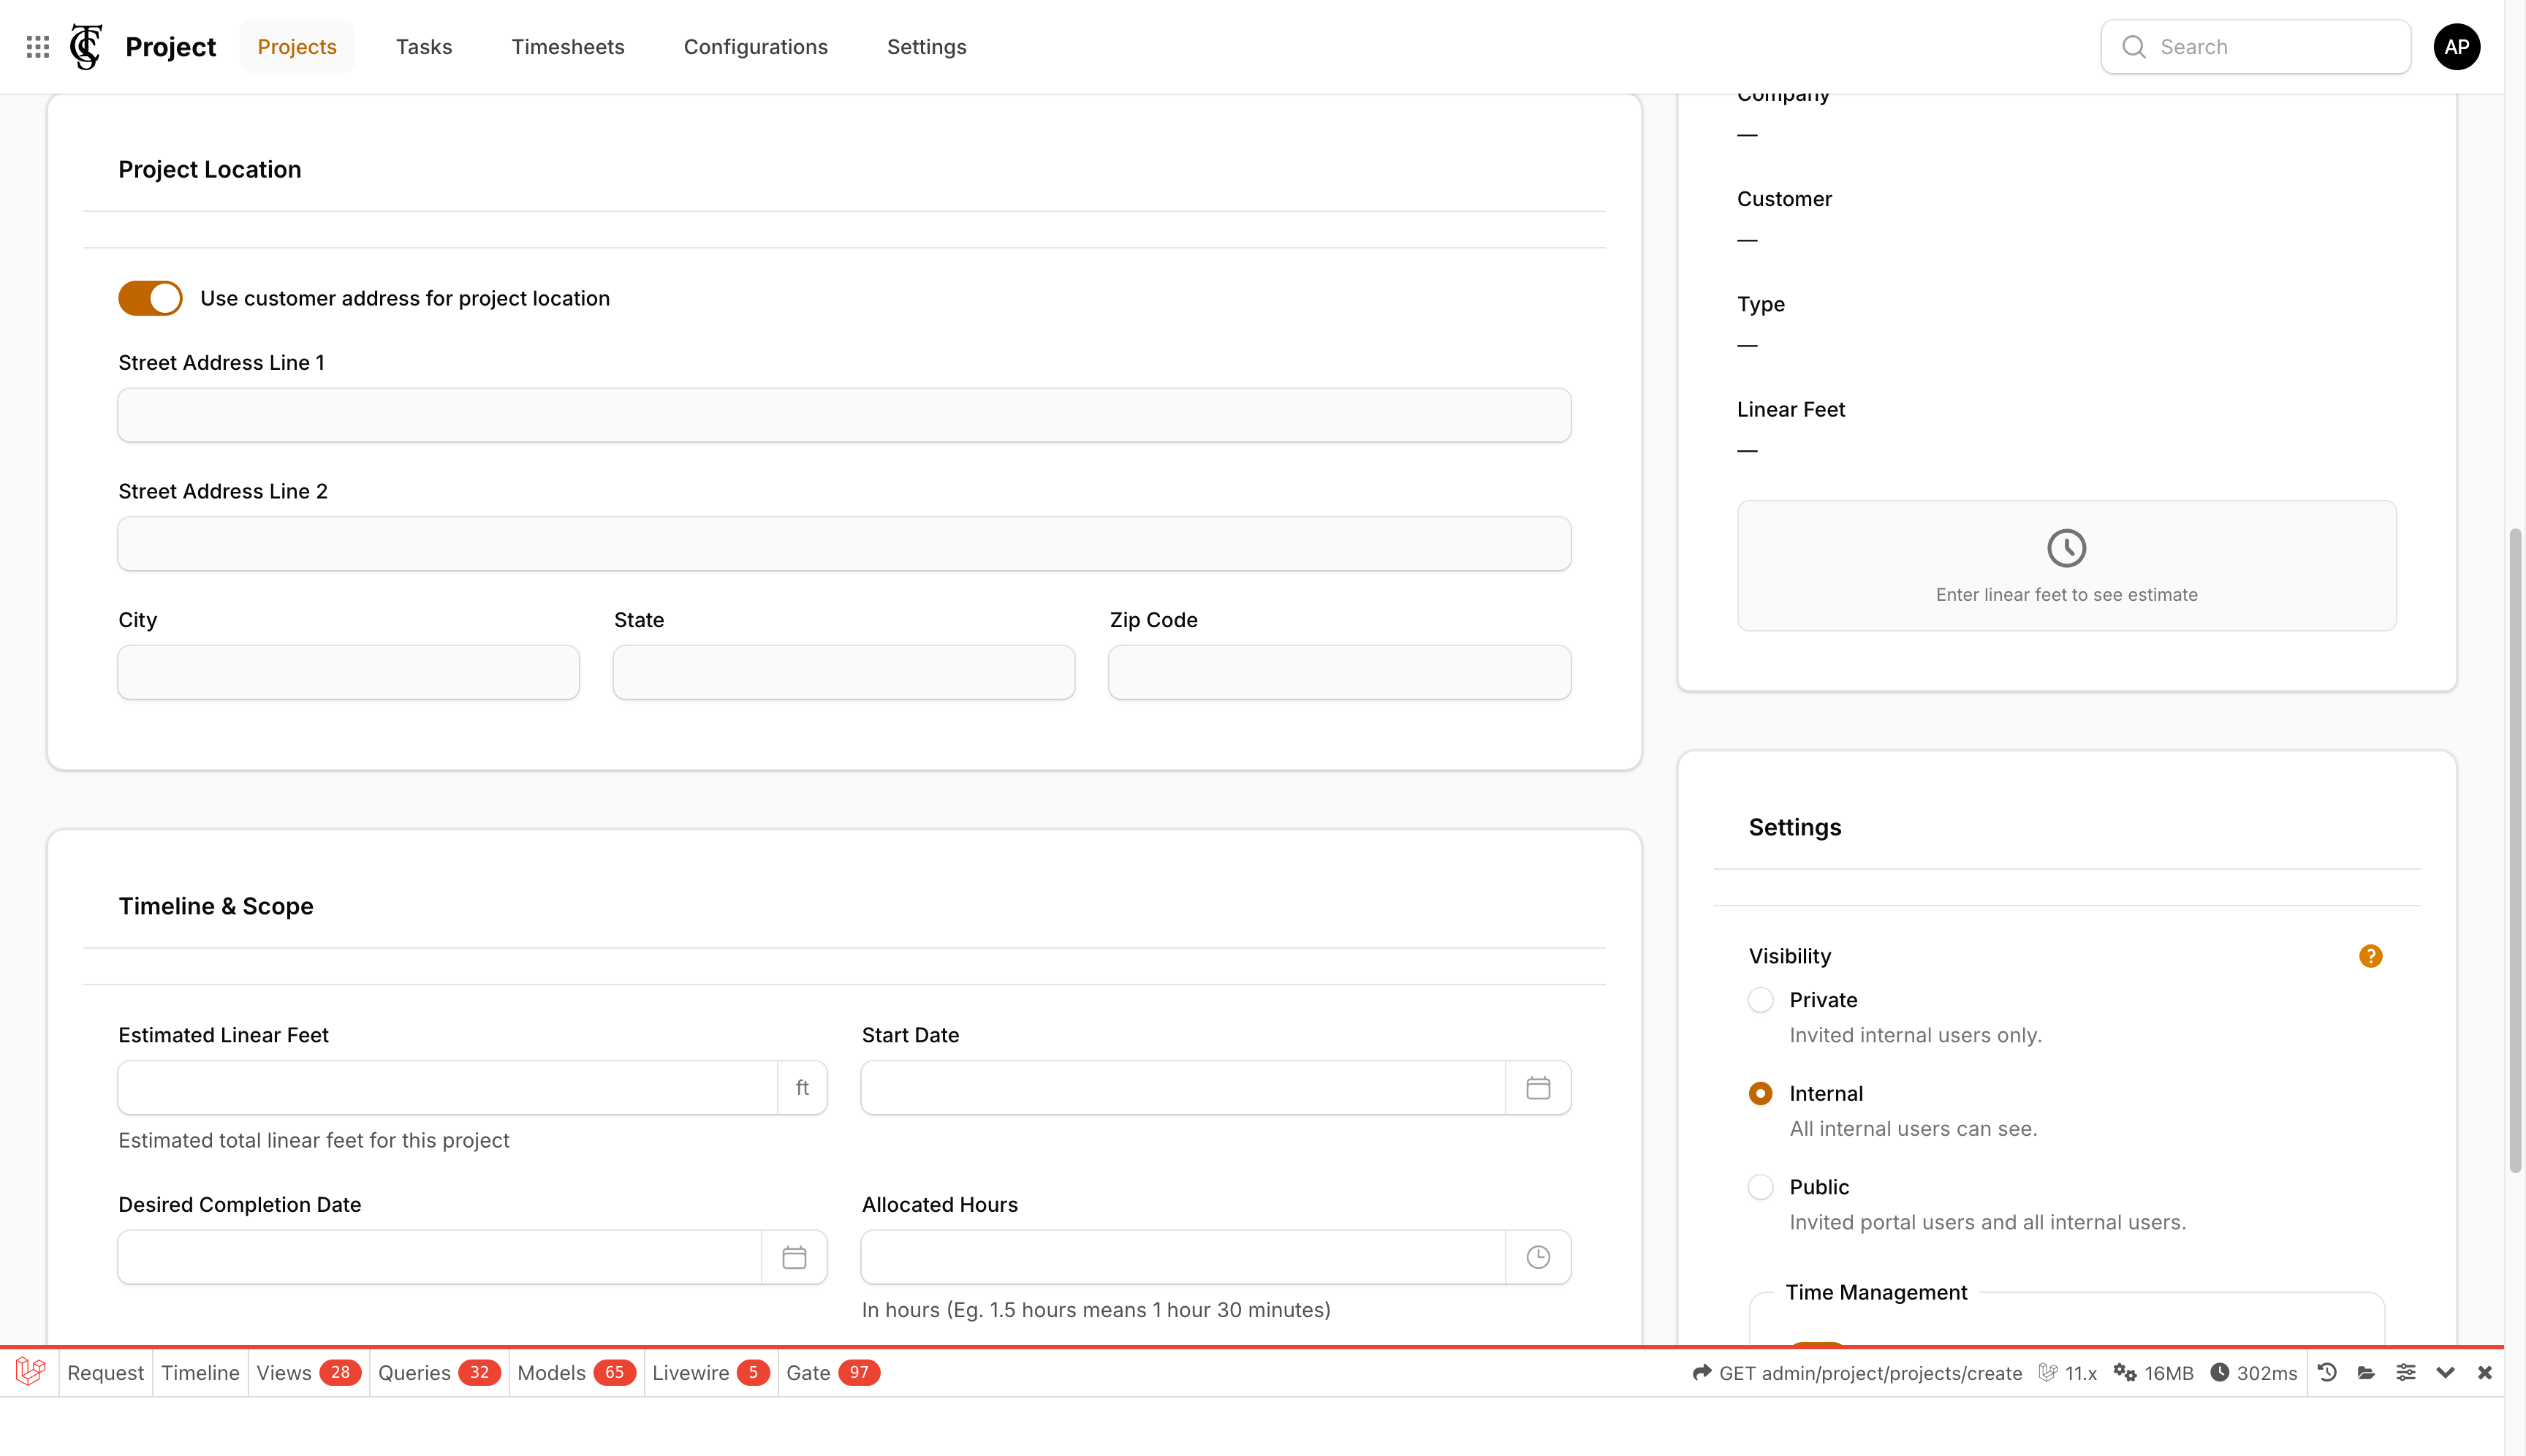 Project
Projects
Tasks
Timesheets
Configurations
Settings
Search
AP
Project Location
Use customer address for project location
Street Address Line 1
Street Address Line 2
City
State
Zip Code
Timeline & Scope
Estimated Linear Feet
ft
Estimated total linear feet for this project
Start Date
Desired Completion Date
Allocated Hours
In hours (Eg. 1.5 hours means 1 hour 30 minutes)
Company
—
Customer
—
Type
—
Linear Feet
—
Enter linear feet to see estimate
Settings
Visibility
?
Private
Invited internal users only.
Internal
All internal users can see.
Public
Invited portal users and all internal users.
Time Management
Request
Timeline
Views 28
Queries 32
Models 65
Livewire 5
Gate 97
GET admin/project/projects/create
11.x
16MB
302ms